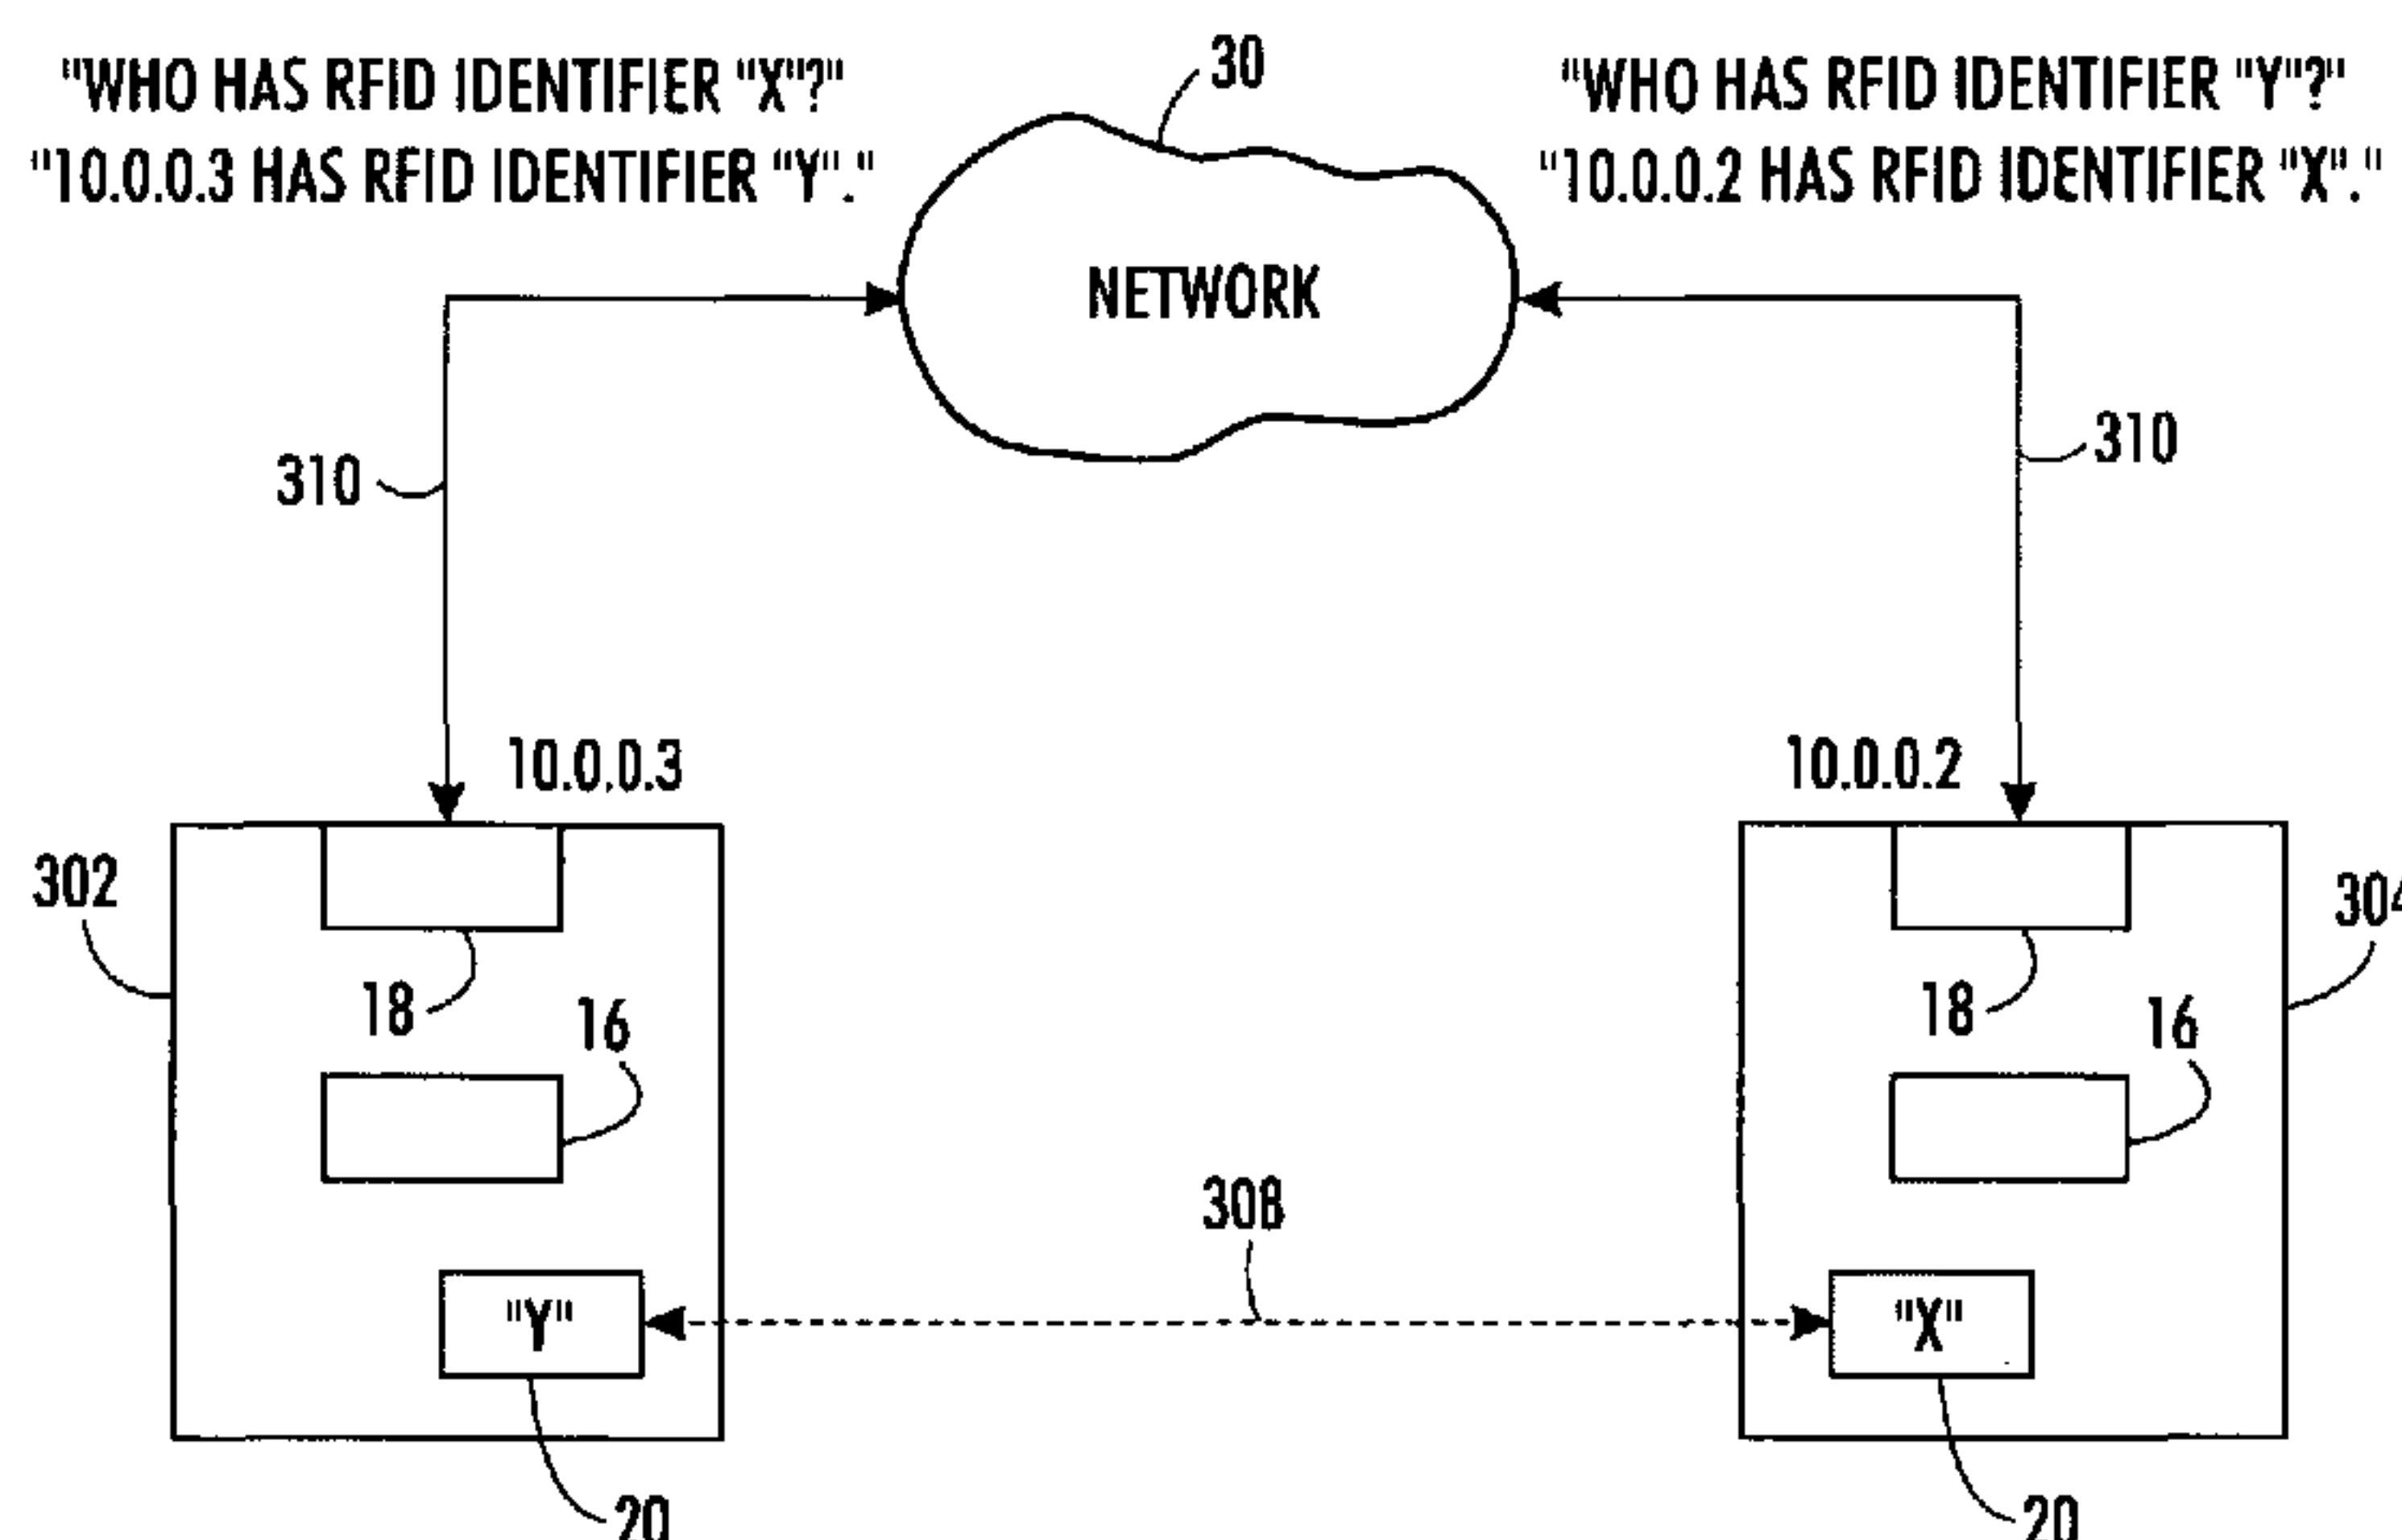 "WHO HAS RFID IDENTIFIER "X"?"
"10.0.0.3 HAS RFID IDENTIFIER "Y"."
30
"WHO HAS RFID IDENTIFIER "Y"?"
"10.0.0.2 HAS RFID IDENTIFIER "X"."
NETWORK
310
310
10.0.0.3
10.0.0.2
302
304
18
16
18
16
308
"Y"
"X"
20
20